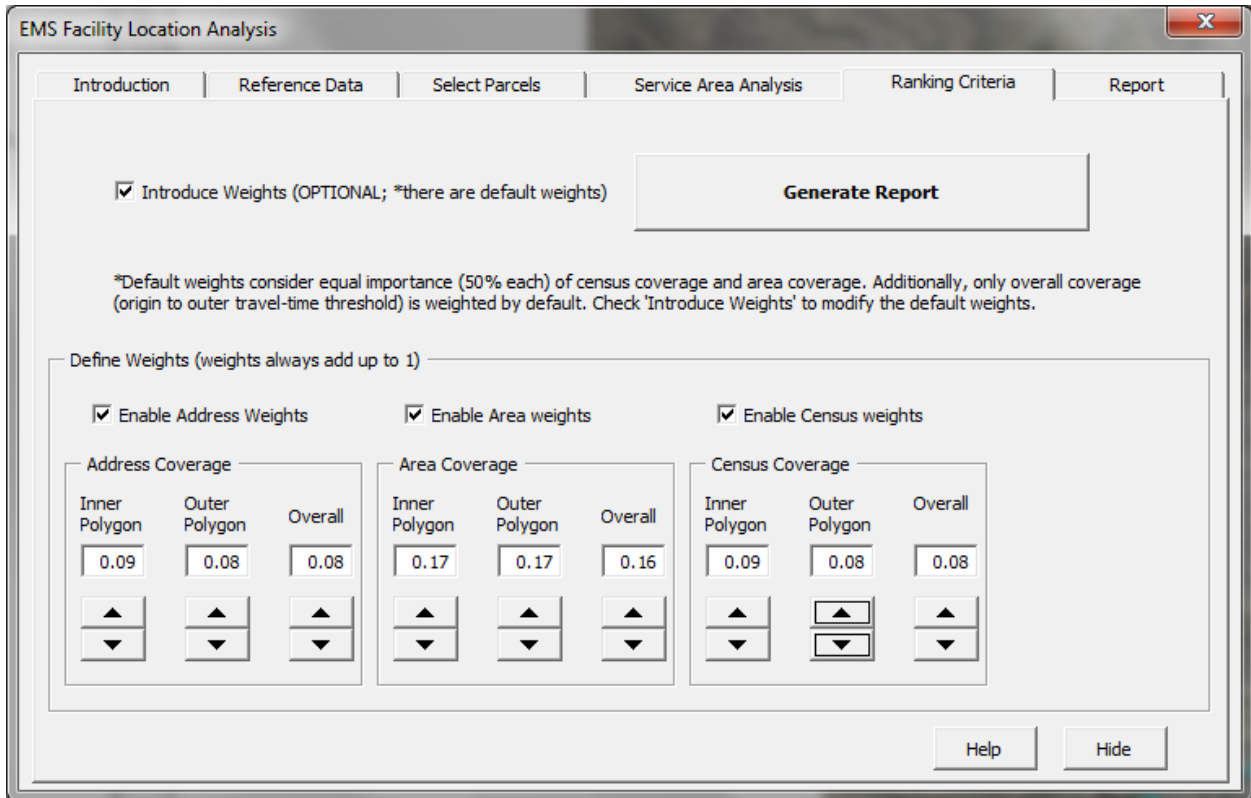 EMS Facility Location Analysis
Introduction
Reference Data
Select Parcels
Service Area Analysis
Ranking Criteria
Report
Introduce Weights (OPTIONAL; *there are default weights)
Generate Report
*Default weights consider equal importance (50% each) of census coverage and area coverage. Additionally, only overall coverage
(origin to outer travel-time threshold) is weighted by default. Check 'Introduce Weights' to modify the default weights.
Define Weights (weights always add up to 1)
Enable Address Weights
Enable Area weights
Enable Census weights
Address Coverage
Inner
Polygon
Outer
Polygon
Overall
0.09
0.08
0.08
Area Coverage
Inner
Polygon
Outer
Polygon
Overall
0.17
0.17
0.16
Census Coverage
Inner
Polygon
Outer
Polygon
Overall
0.09
0.08
0.08
Help
Hide